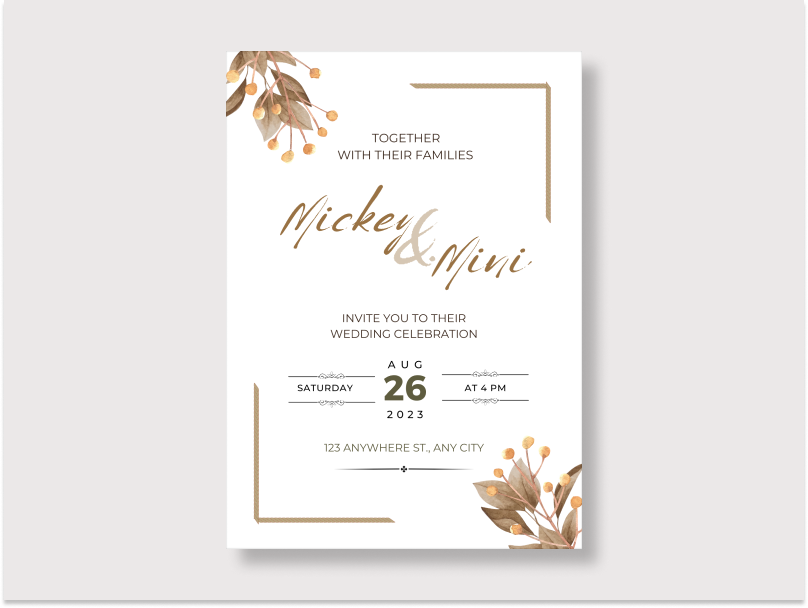 TOGETHER
WITH THEIR FAMILIES
Mickey
&
Mini
INVITE YOU TO THEIR
WEDDING CELEBRATION
AUG
SATURDAY 26 AT 4 PM
2023
123 ANYWHERE ST., ANY CITY